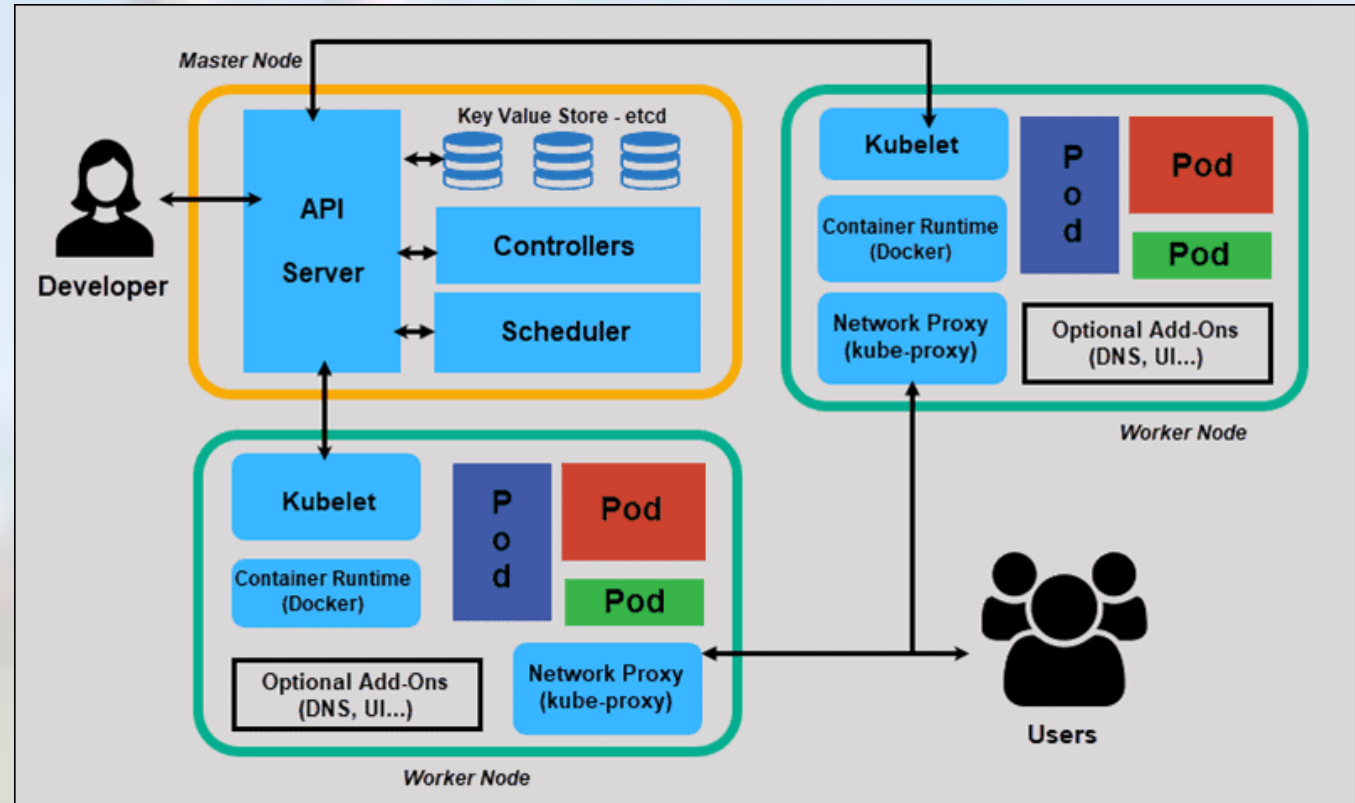 Master Node
Key Value Store - etcd
API
Server
Controllers
Scheduler
Developer
Kubelet
Container Runtime
(Docker)
Network Proxy
(kube-proxy)
P
o
d
Pod
Pod
Optional Add-Ons
(DNS, UI...)
Worker Node
Kubelet
Container Runtime
(Docker)
P
o
d
Pod
Pod
Optional Add-Ons
(DNS, UI...)
Network Proxy
(kube-proxy)
Worker Node
Users